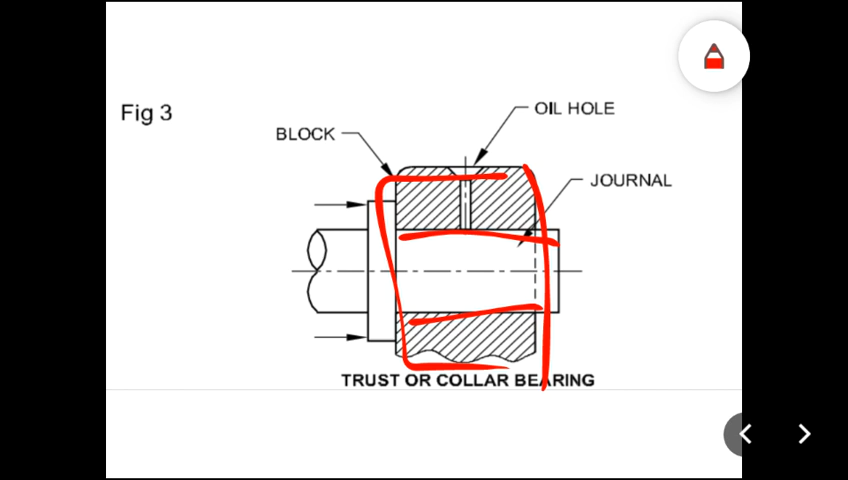 Fig 3
OIL HOLE
BLOCK
JOURNAL
TRUST OR COLLAR BEARING